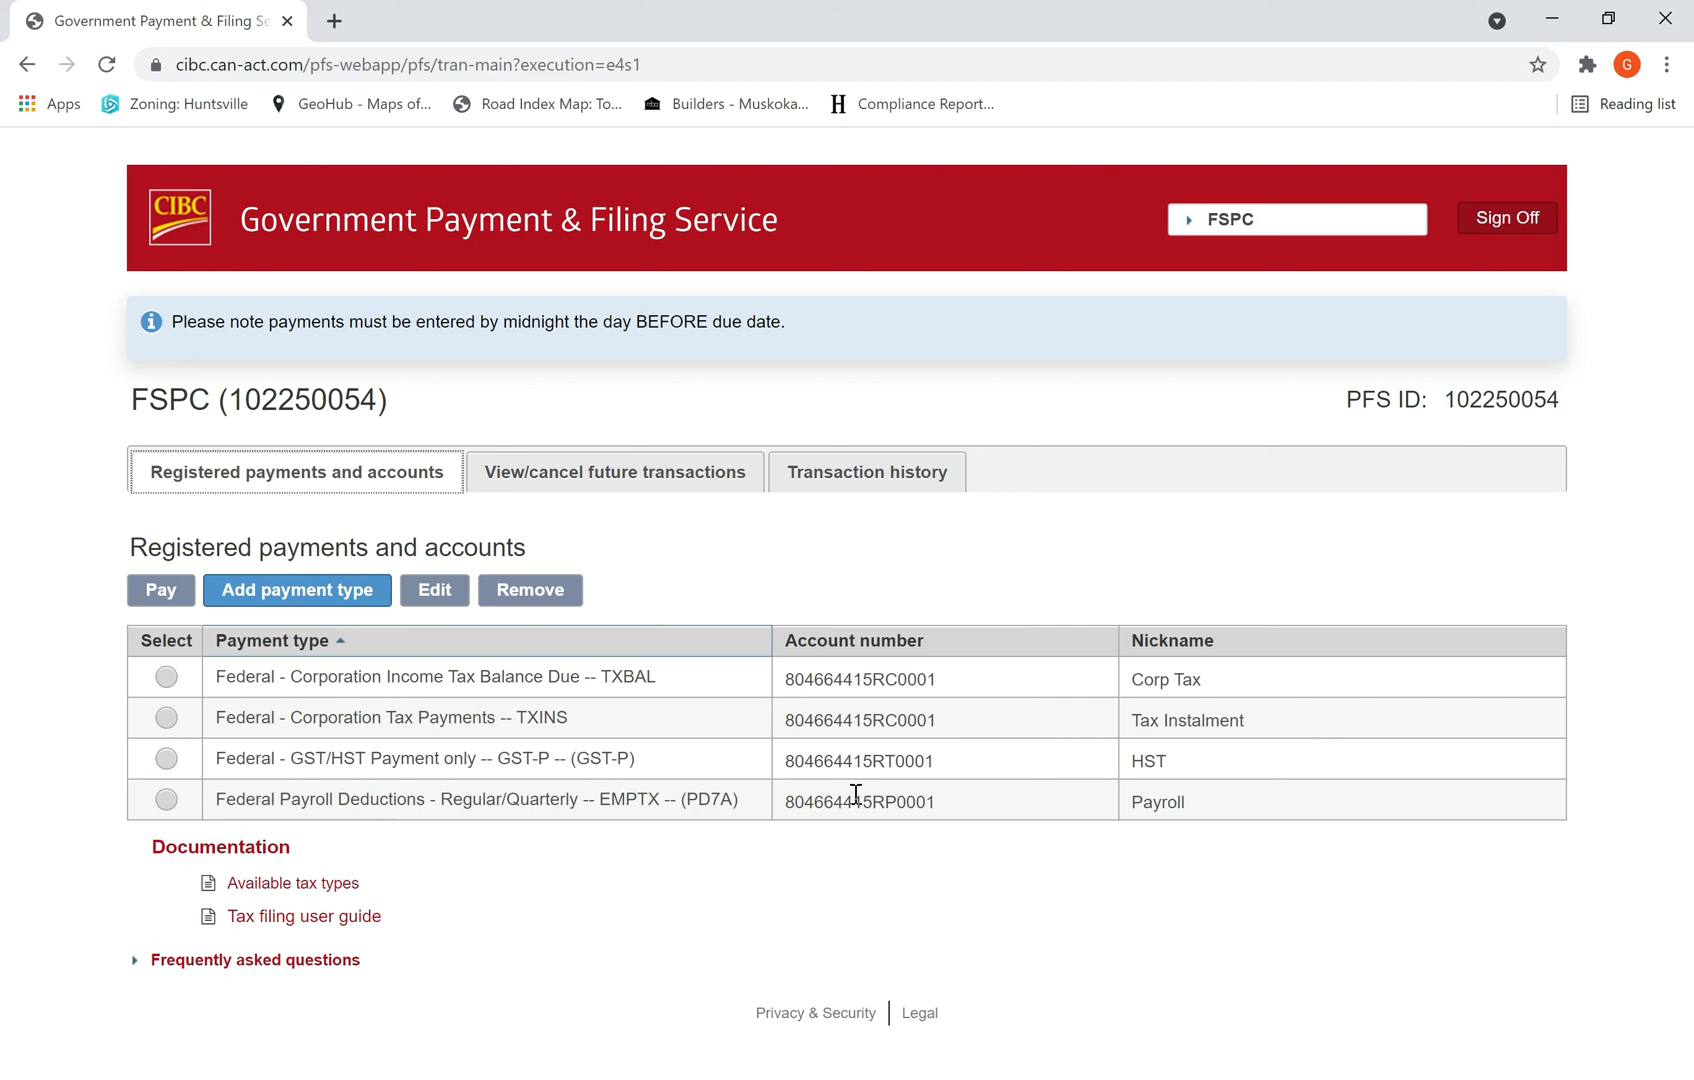 Government Payment & Filing Se
cibc.can-act.com/pfs-webapp/pfs/tran-main?execution=e4s1
G
Apps Zoning: Huntsville GeoHub - Maps of... Road Index Map: To... Builders - Muskoka... Compliance Report... Reading list
CIBC Government Payment & Filing Service FSPC Sign Off
Please note payments must be entered by midnight the day BEFORE due date.
FSPC (102250054) PFS ID: 102250054
Registered payments and accounts View/cancel future transactions Transaction history
Registered payments and accounts
Pay Add payment type Edit Remove
Select Payment type Account number Nickname
Federal - Corporation Income Tax Balance Due -- TXBAL 804664415RC0001 Corp Tax
Federal - Corporation Tax Payments -- TXINS 804664415RC0001 Tax Instalment
Federal - GST/HST Payment only -- GST-P -- (GST-P) 804664415RT0001 HST
Federal Payroll Deductions - Regular/Quarterly -- EMPTX -- (PD7A) 804664415RP0001 Payroll
Documentation
Available tax types
Tax filing user guide
Frequently asked questions
Privacy & Security Legal